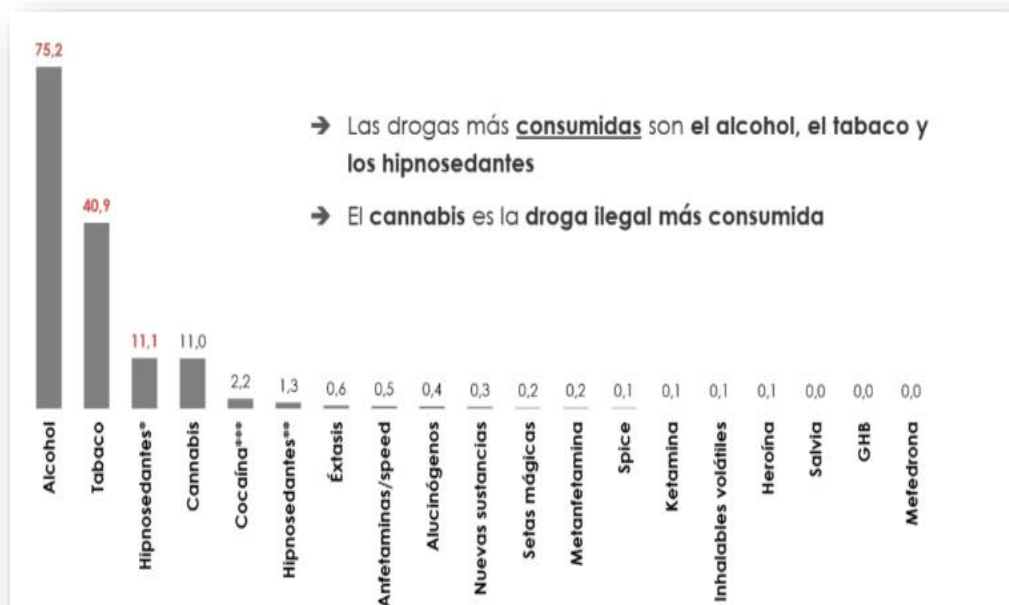 75,2
40,9
11,1
11,0
2,2
1,3
0,6
0,5
0,4
0,3
0,2
0,2
0,1
0,1
0,1
0,1
0,0
0,0
0,0
→ Las drogas más consumidas son el alcohol, el tabaco y
los hipnosedantes
→ El cannabis es la droga ilegal más consumida
Alcohol
Tabaco
Hipnosedantes*
Cannabis
Cocaína***
Hipnosedantes**
Éxtasis
Anfetaminas/speed
Alucinógenos
Nuevas sustancias
Setas mágicas
Metanfetamina
Spice
Ketamina
Inhalables volátiles
Heroína
Salvia
GHB
Mefedrona